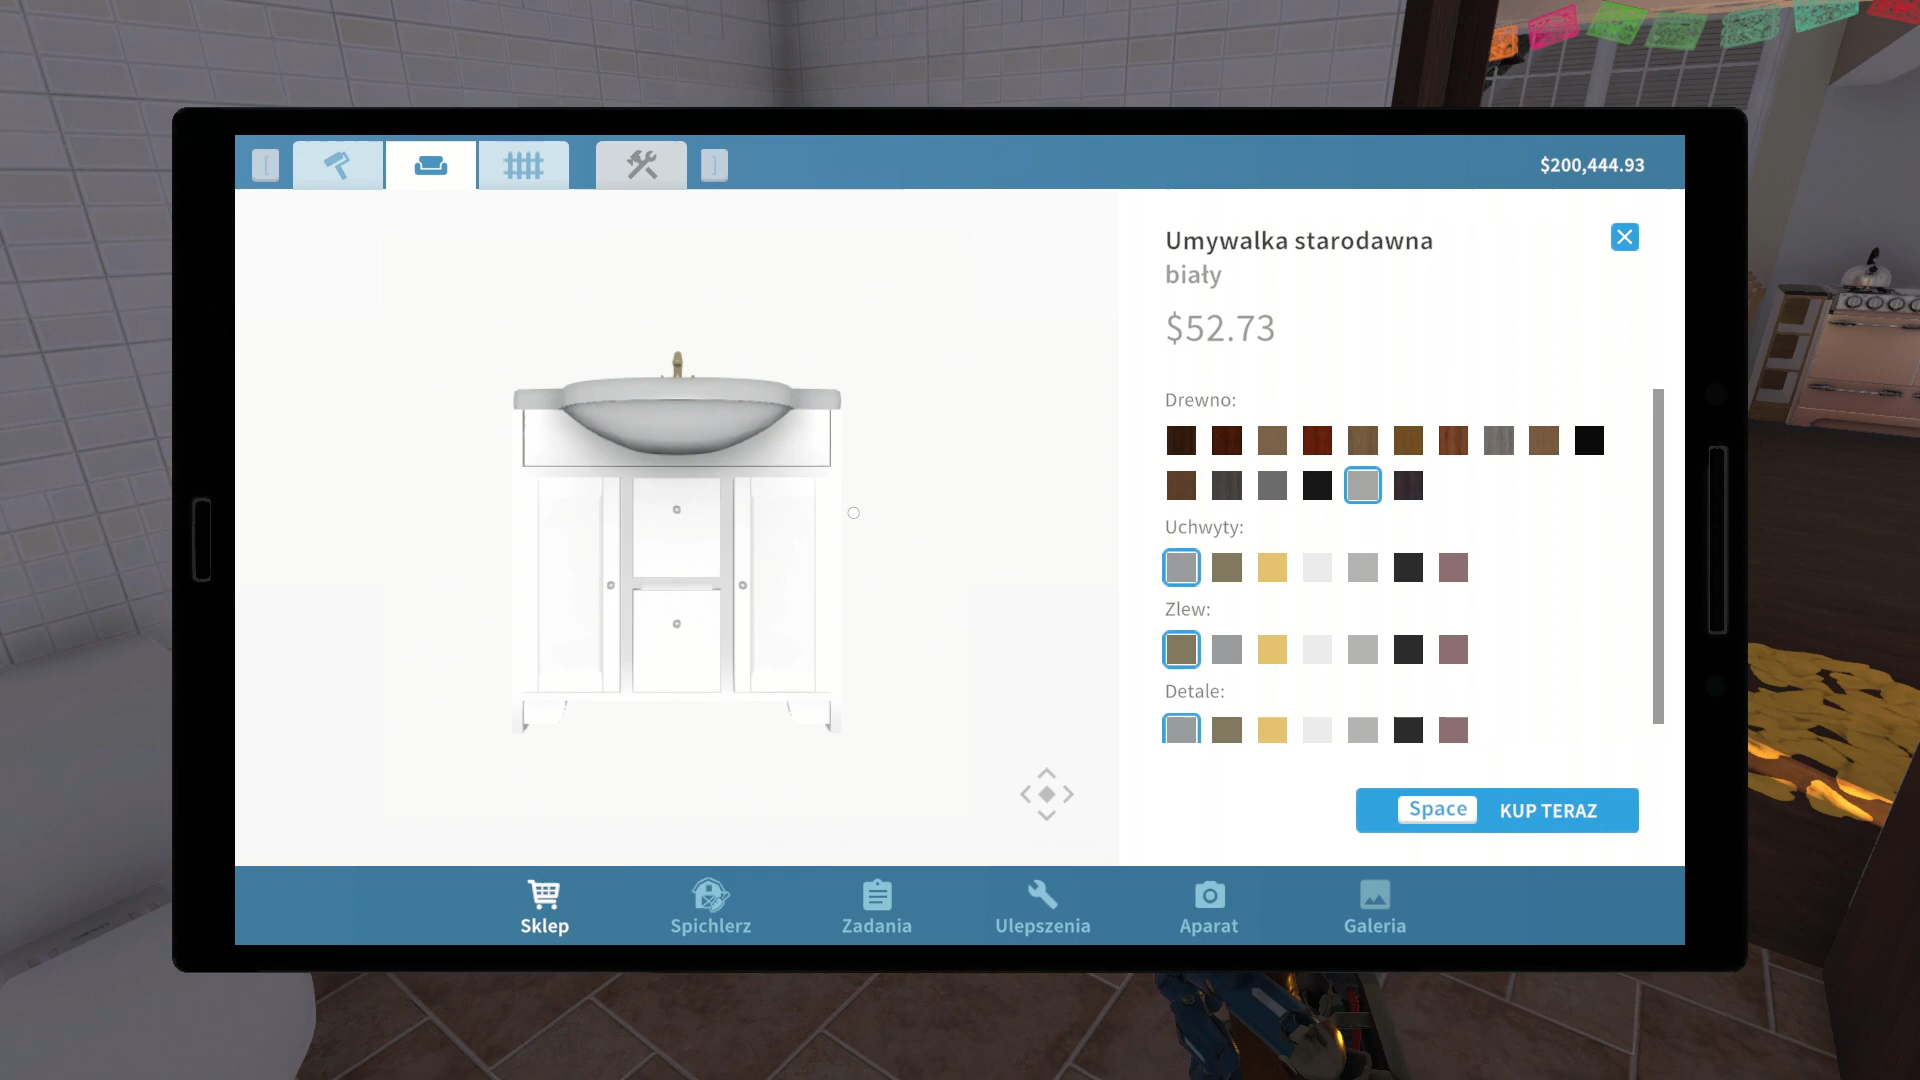 [
]
$200,444.93
Umywalka starodawna
biały
$52.73
Drewno:
Uchwyty:
Zlew:
Detale:
Space KUP TERAZ
Sklep
Spichlerz
Zadania
Ulepszenia
Aparat
Galeria